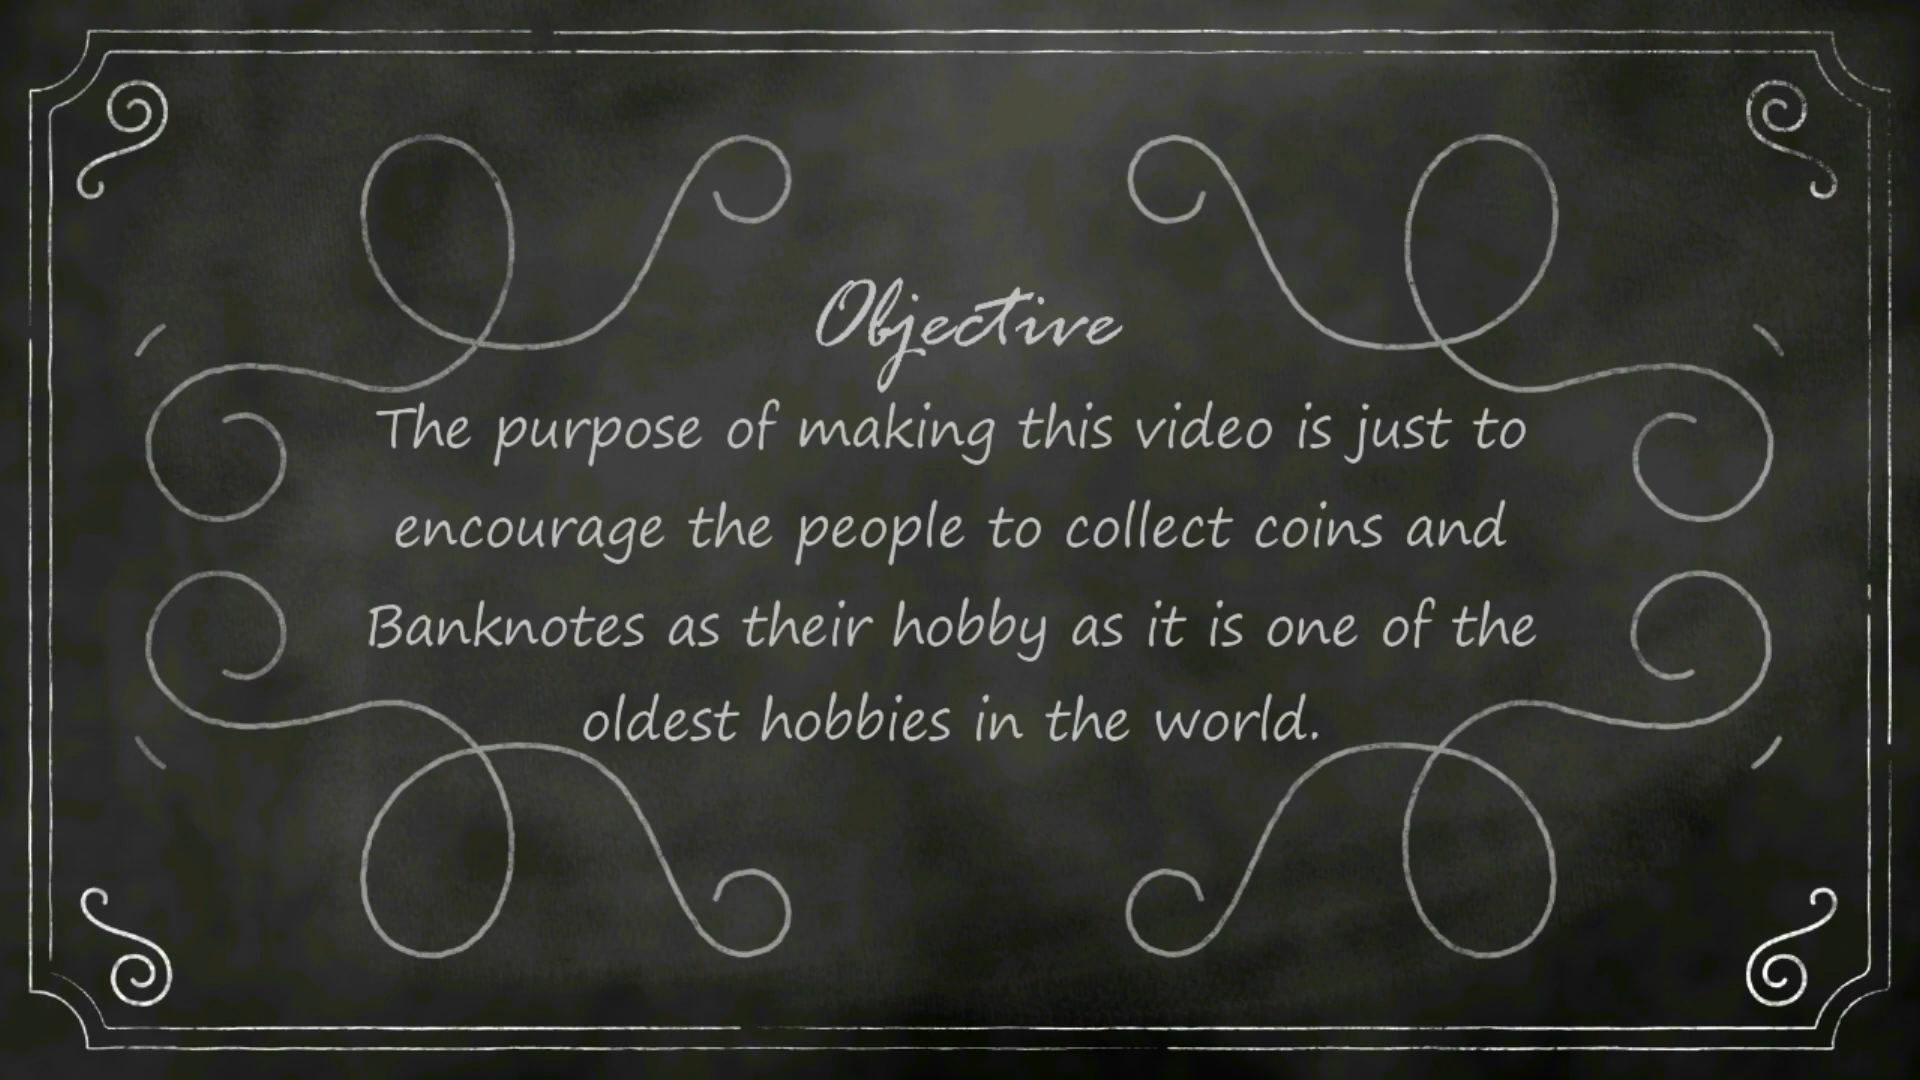 Objective
The purpose of making this video is just to
encourage the people to collect coins and
Banknotes as their hobby as it is one of the
oldest hobbies in the world.